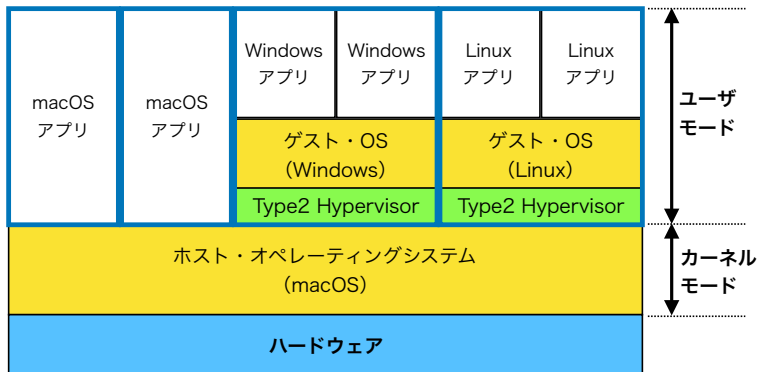 macOS
アプリ
macOS
アプリ
Windows
アプリ
Windows
アプリ
Linux
アプリ
Linux
アプリ
ゲスト・OS
（Windows）
ゲスト・OS
（Linux）
Type2 Hypervisor
Type2 Hypervisor
ユーザ
モード
ホスト・オペレーティングシステム
（macOS）
カーネル
モード
ハードウェア